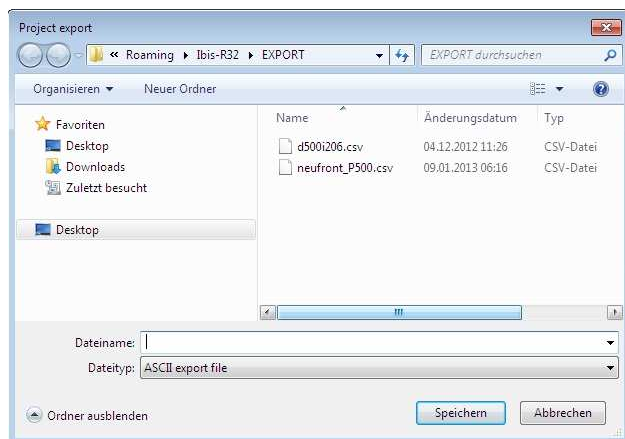 Project export
« Roaming Ibis-R32 EXPORT
EXPORT durchsuchen
Organisieren Neuer Ordner
Favoriten
Desktop
Downloads
Zuletzt besucht
Desktop
Name Änderungsdatum Typ
d500i206.csv 04.12.2012 11:26 CSV-Datei
neufront_P500.csv 09.01.2013 06:16 CSV-Datei
Dateiname:
Dateityp: ASCII export file
Ordner ausblenden
Speichern Abbrechen